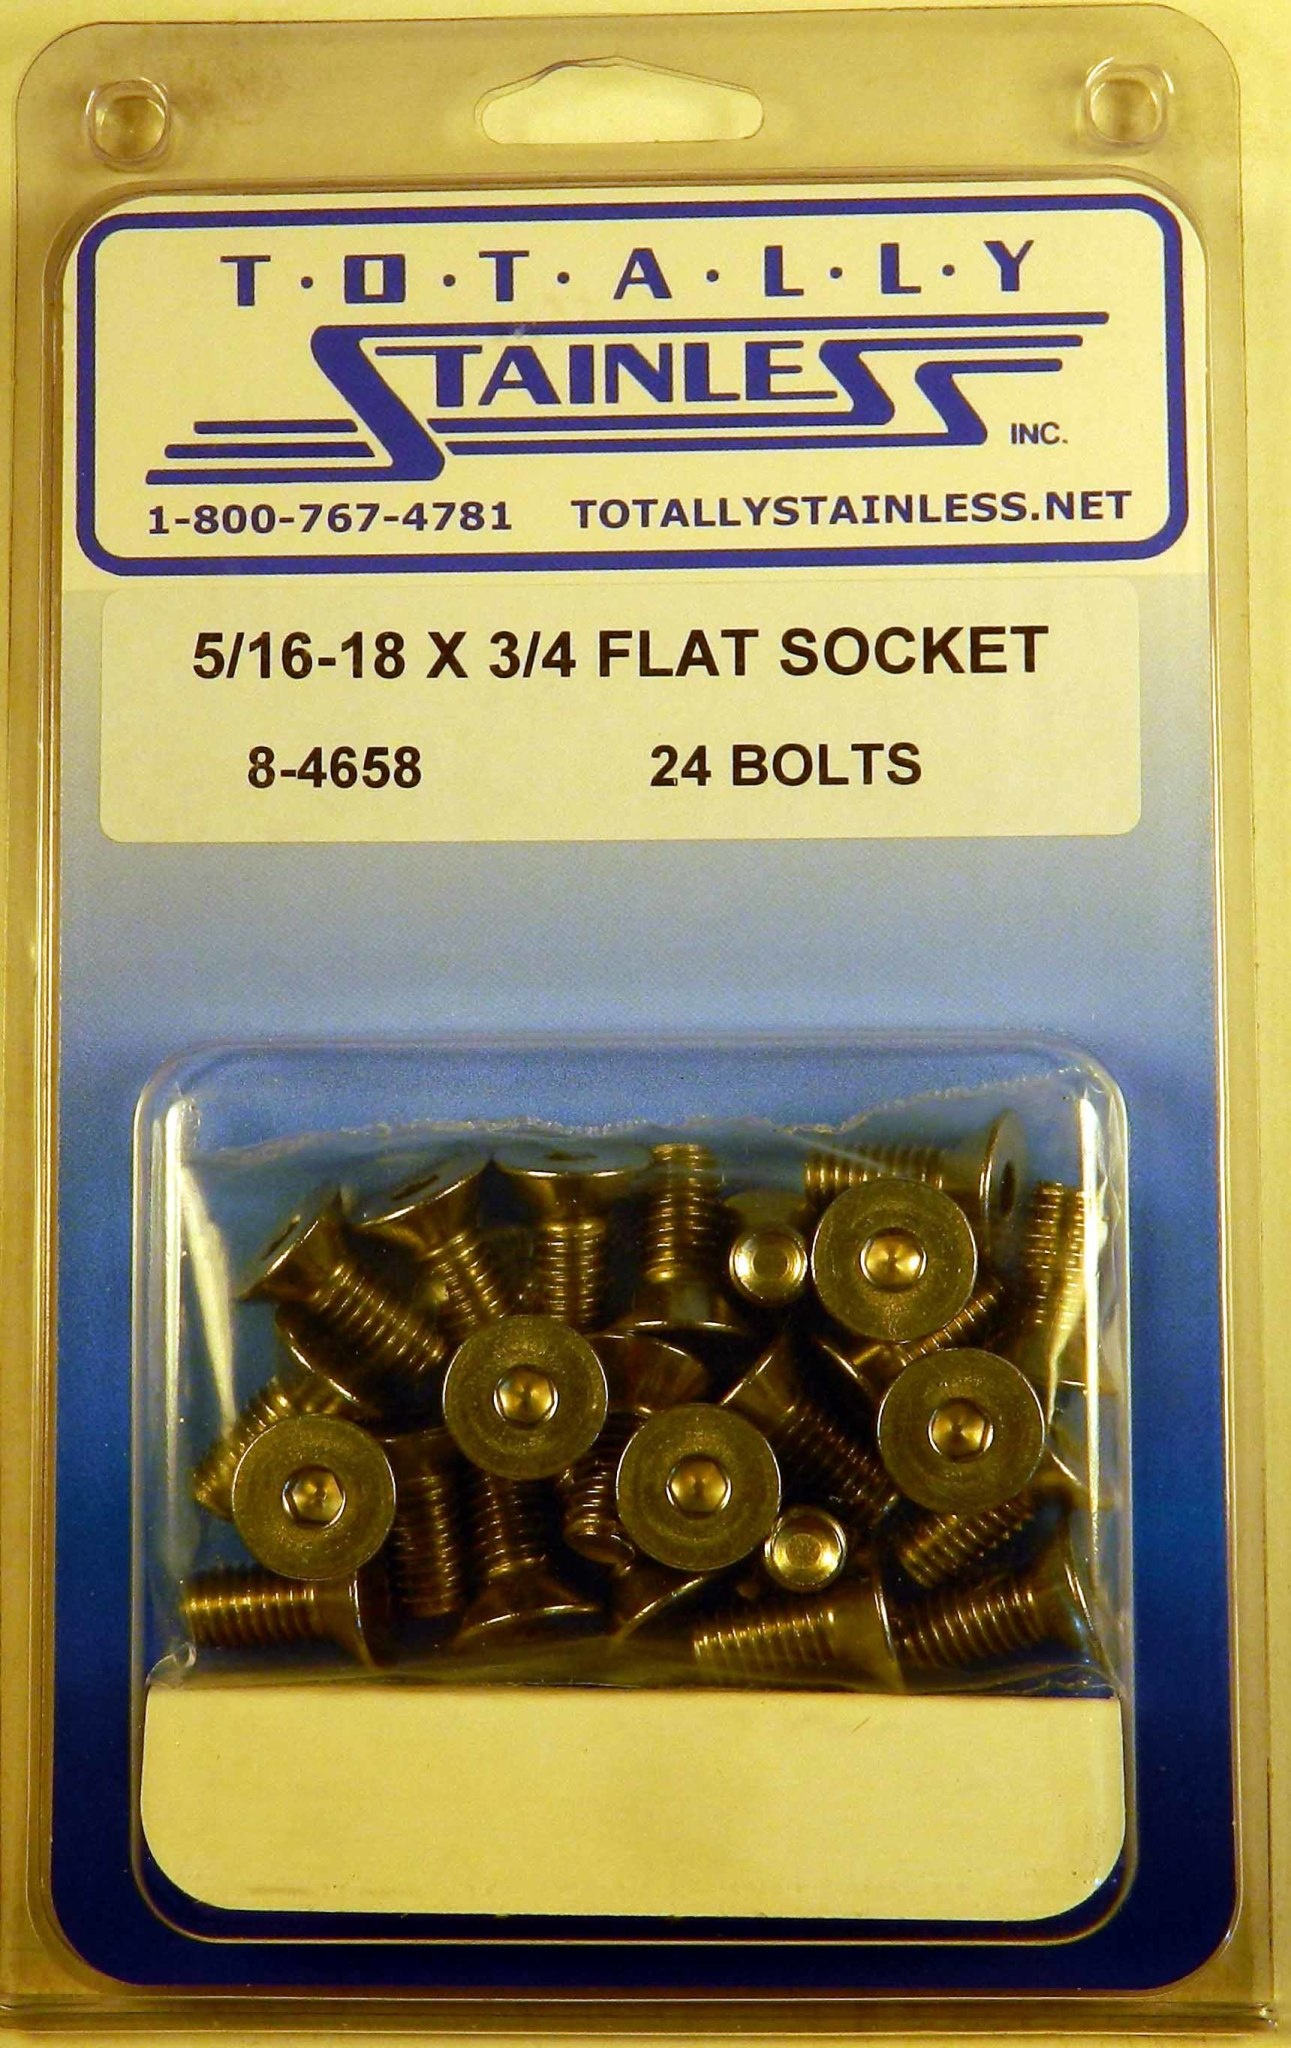 T·O·T·A·L·L·Y
STAINLESS INC.
1-800-767-4781 TOTALLYSTAINLESS.NET
5/16-18 X 3/4 FLAT SOCKET
8-4658 24 BOLTS